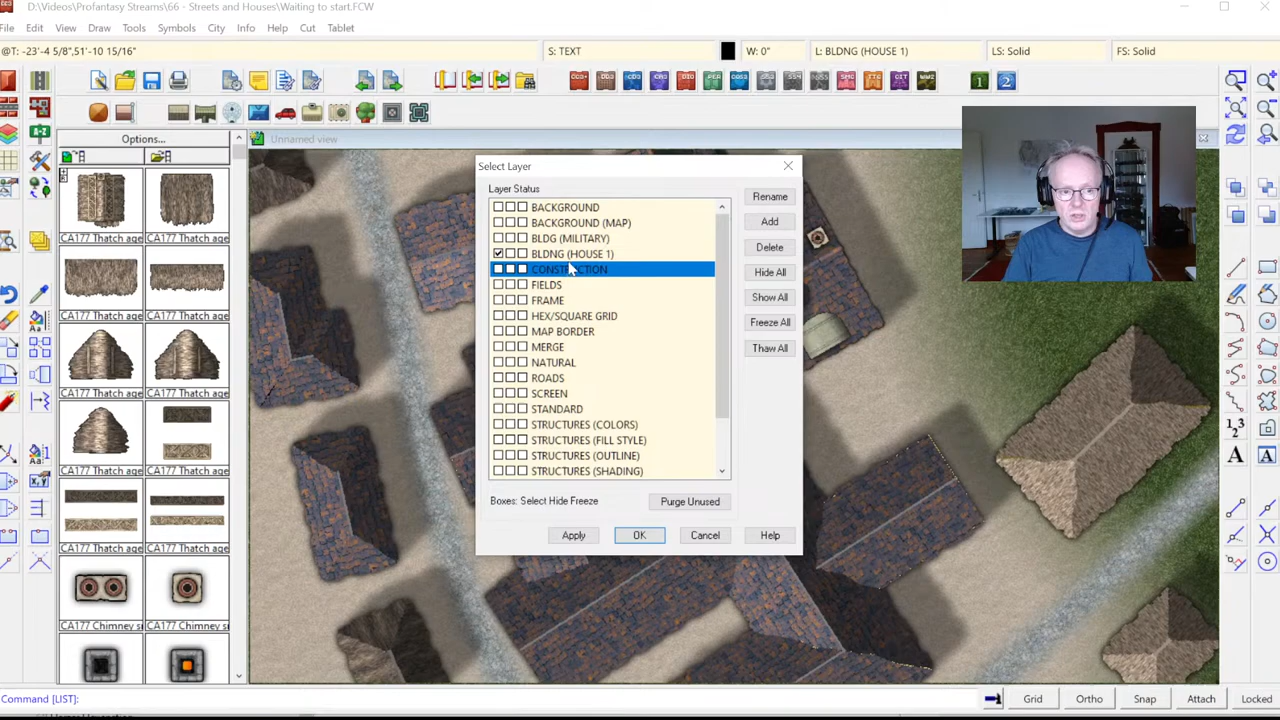 D:\Videos\Profantasy Streams\66 - Streets and Houses\Waiting to start.FCW
File Edit View Draw Tools Symbols City Info Help Cut Tablet
@T: -23'-4 5/8",51'-10 15/16" S: TEXT W: 0" L: BLDNG (HOUSE 1) LS: Solid FS: Solid
Options...
Unnamed view
CA177 Thatch age CA177 Thatch age
CA177 Thatch age CA177 Thatch age
CA177 Thatch age CA177 Thatch age
CA177 Thatch age CA177 Thatch age
CA177 Thatch age CA177 Thatch age
CA177 Chimney si CA177 Chimney si
Select Layer
Layer Status
BACKGROUND
BACKGROUND (MAP)
BLDG (MILITARY)
BLDNG (HOUSE 1)
CONSTRUCTION
FIELDS
FRAME
HEX/SQUARE GRID
MAP BORDER
MERGE
NATURAL
ROADS
SCREEN
STANDARD
STRUCTURES (COLORS)
STRUCTURES (FILL STYLE)
STRUCTURES (OUTLINE)
STRUCTURES (SHADING)
Rename
Add
Delete
Hide All
Show All
Freeze All
Thaw All
Boxes: Select Hide Freeze
Purge Unused
Apply OK Cancel Help
Command [LIST]:
Grid Ortho Snap Attach Locked